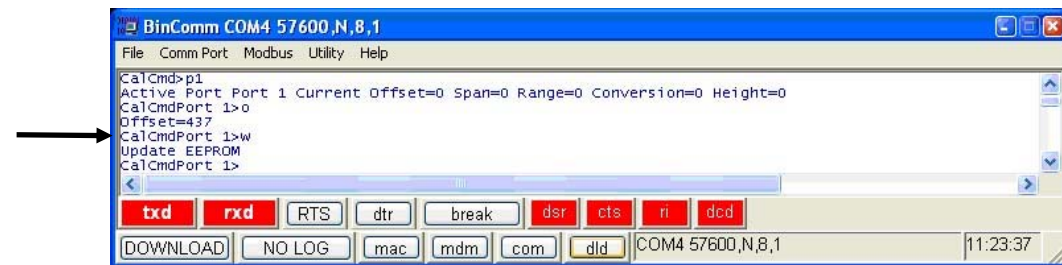 BinComm COM4 57600,N,8,1
File Comm Port Modbus Utility Help
CalCmd>p1
Active Port Port 1 Current Offset=0 Span=0 Range=0 Conversion=0 Height=0
CalCmdPort 1>o
Offset=437
CalCmdPort 1>w
Update EEPROM
CalCmdPort 1>
txd rxd RTS dtr break dsr cts ri dcd
DOWNLOAD NO LOG mac mdm com dld COM4 57600,N,8,1 11:23:37